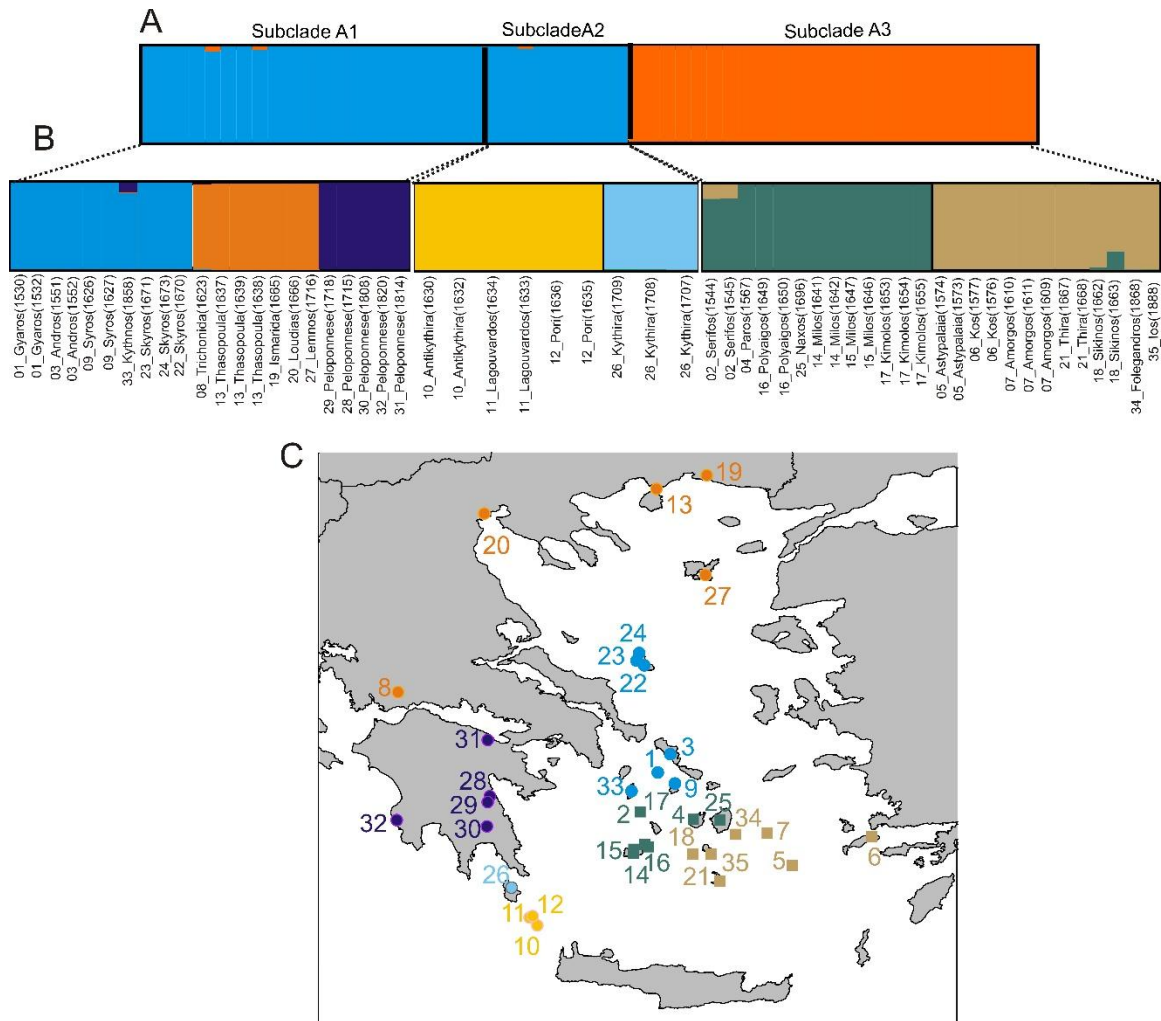 A
Subclade A1
SubcladeA2
Subclade A3
B
01_Gyaros(1530)
01_Gyaros(1532)
03_Andros(1551)
03_Andros(1552)
09_Syros(1626)
09_Syros(1627)
33_Kythnos(1858)
23_Skyros(1671)
24_Skyros(1673)
22_Skyros(1670)
08_Trichonida(1623)
13_Thasopoula(1637)
13_Thasopoula(1639)
13_Thasopoula(1638)
19_Ismarida(1665)
20_Loudias(1666)
27_Lemnos(1716)
29_Peloponnese(1718)
28_Peloponnese(1715)
30_Peloponnese(1808)
32_Peloponnese(1820)
31_Peloponnese(1814)
10_Antikythira(1630)
10_Antikythira(1632)
11_Lagouvardos(1634)
11_Lagouvardos(1633)
12_Pori(1636)
12_Pori(1635)
26_Kythira(1709)
26_Kythira(1708)
26_Kythira(1707)
02_Serifos(1544)
02_Serifos(1545)
04_Paros(1567)
16_Polyaigos(1649)
16_Polyaigos(1650)
25_Naxos(1696)
14_Milos(1641)
14_Milos(1642)
15_Milos(1647)
15_Milos(1646)
17_Kimolos(1653)
17_Kimolos(1654)
17_Kimolos(1655)
05_Astypalaia(1574)
05_Astypalaia(1573)
06_Kos(1577)
06_Kos(1576)
07_Amorgos(1610)
07_Amorgos(1611)
07_Amorgos(1609)
21_Thira(1667)
21_Thira(1668)
18_Sikinos(1662)
18_Sikinos(1663)
34_Folegandros(1868)
35_Ios(1888)
C
19
13
20
27
24
23
22
8
31
3
1
28
33
9
29
17
25
2
4
34
32
30
7
18
6
15
16
35
5
14
21
26
11
12
10